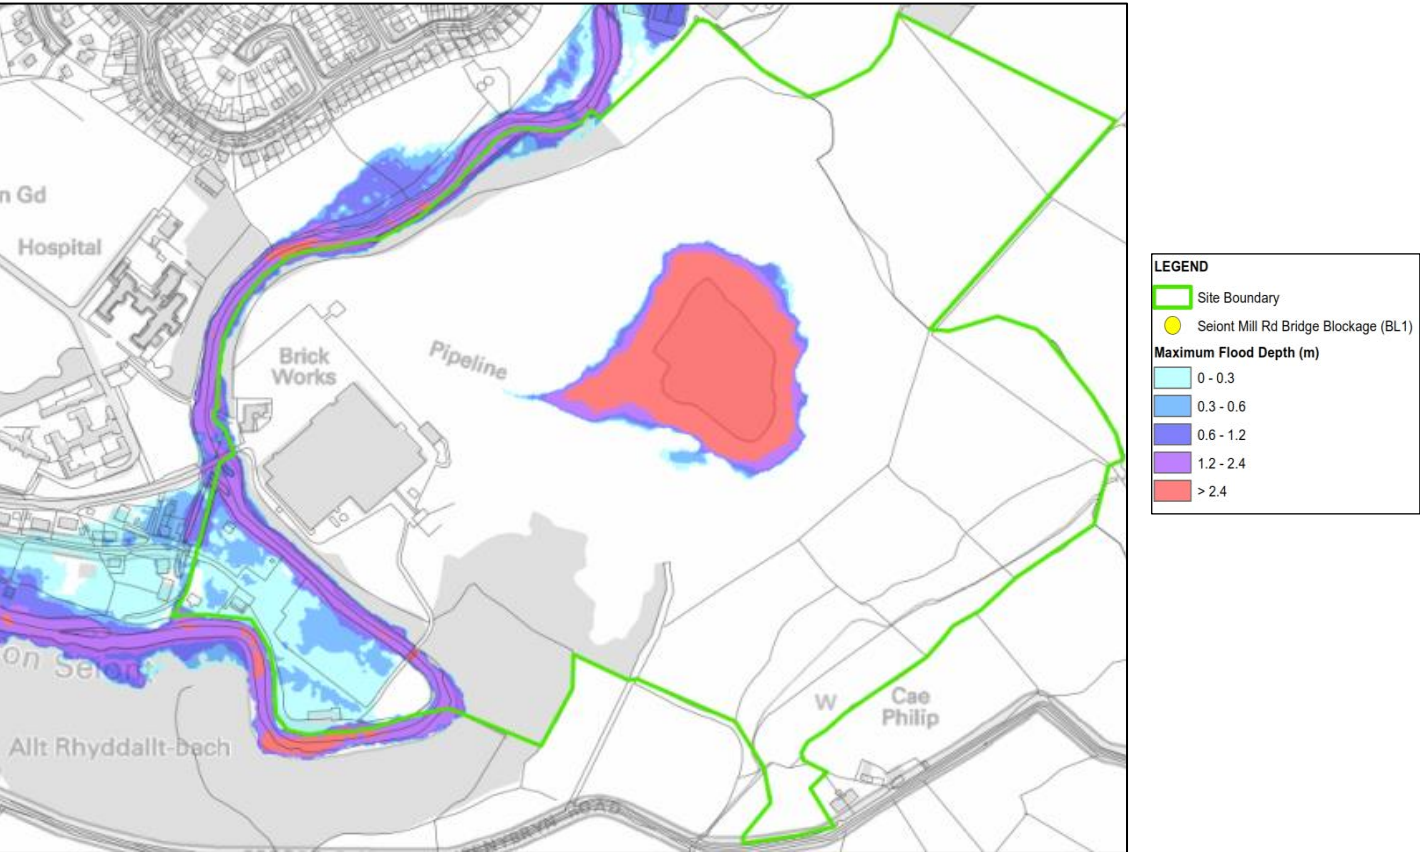 n Gd
Hospital
Brick
Works
Pipeline
on Seiont
Allt Rhyddallt-bach
W
Cae
Philip
LEGEND
Site Boundary
Seiont Mill Rd Bridge Blockage (BL1)
Maximum Flood Depth (m)
0 - 0.3
0.3 - 0.6
0.6 - 1.2
1.2 - 2.4
> 2.4